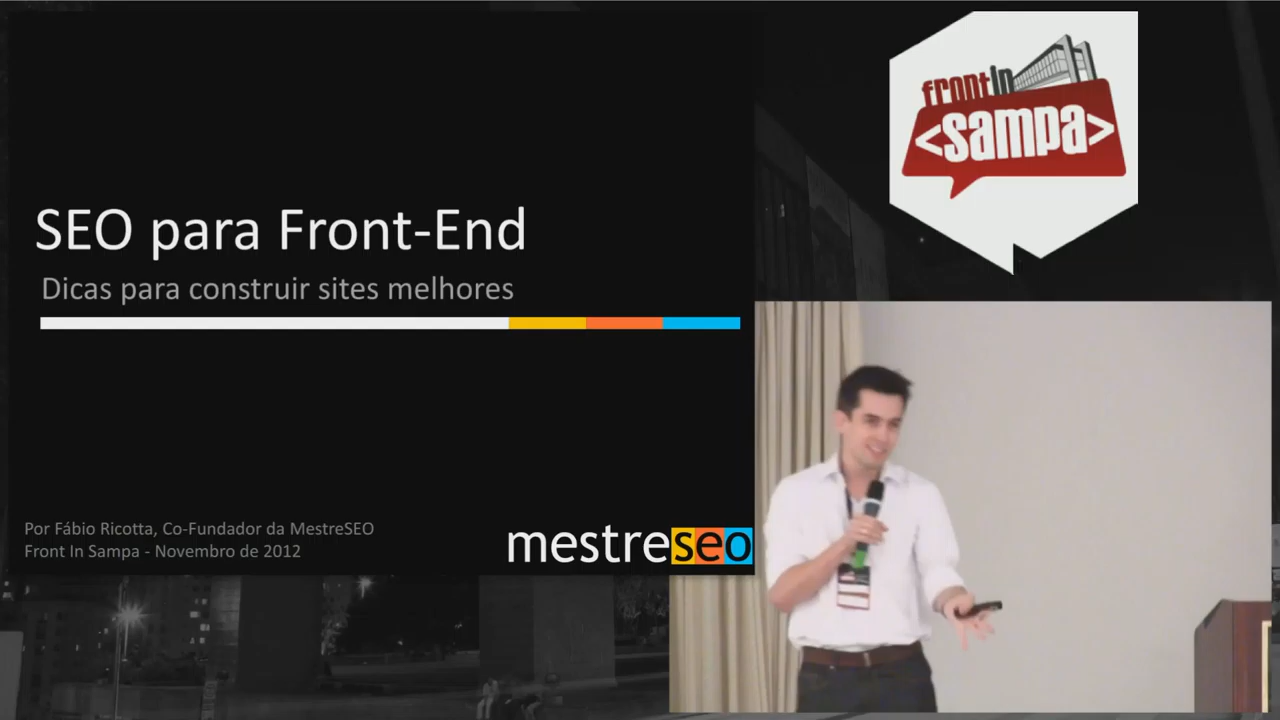 frontin
<sampa>
SEO para Front-End
Dicas para construir sites melhores
Por Fábio Ricotta, Co-Fundador da MestreSEO
Front In Sampa - Novembro de 2012
mestreseo